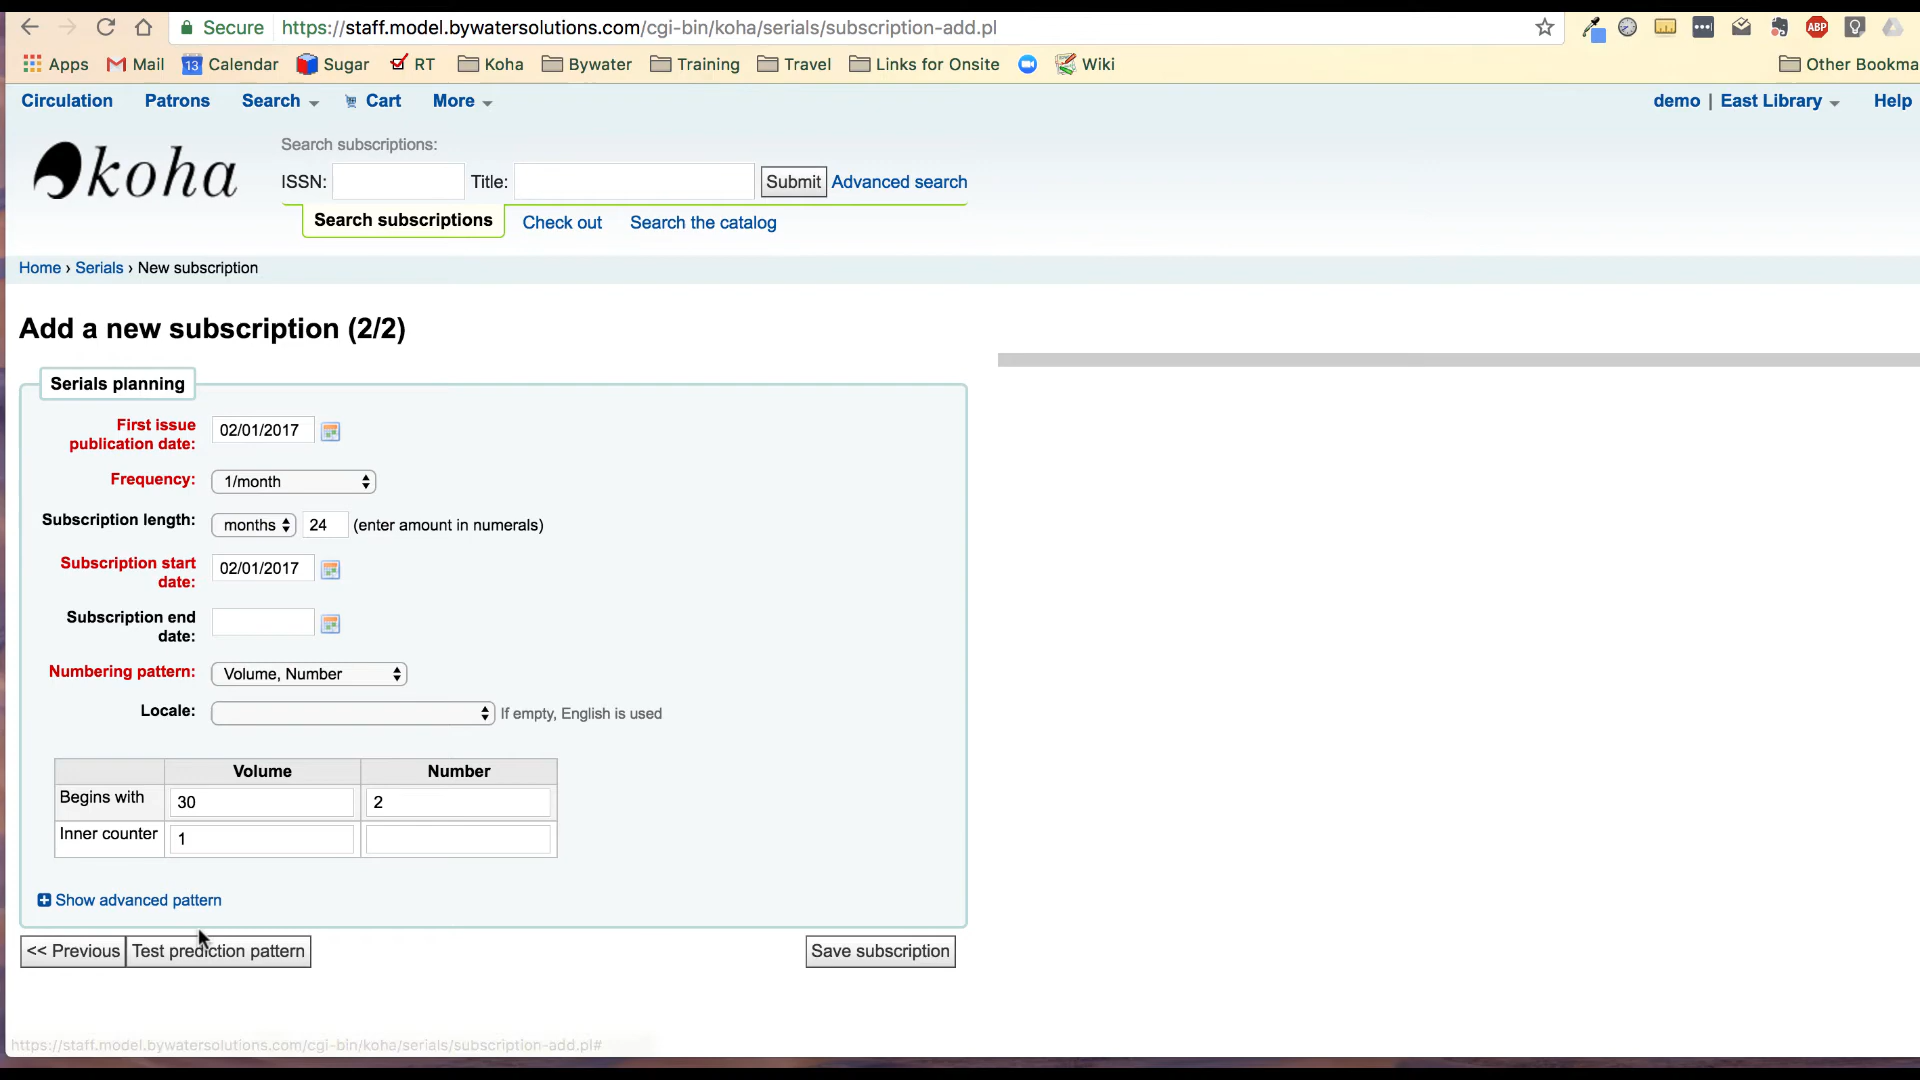 Secure https://staff.model.bywatersolutions.com/cgi-bin/koha/serials/subscription-add.pl ABP
Apps Mail 13 Calendar Sugar RT Koha Bywater Training Travel Links for Onsite Wiki Other Bookma
Circulation Patrons Search Cart More demo | East Library Help
koha
Search subscriptions:
ISSN: Title: Submit Advanced search
Search subscriptions Check out Search the catalog
Home › Serials › New subscription
Add a new subscription (2/2)
Serials planning
First issue
publication date: 02/01/2017
Frequency: 1/month
Subscription length: months 24 (enter amount in numerals)
Subscription start
date: 02/01/2017
Subscription end
date:
Numbering pattern: Volume, Number
Locale: If empty, English is used
Volume Number
Begins with 30 2
Inner counter 1
Show advanced pattern
<< Previous Test prediction pattern Save subscription
https://staff.model.bywatersolutions.com/cgi-bin/koha/serials/subscription-add.pl#